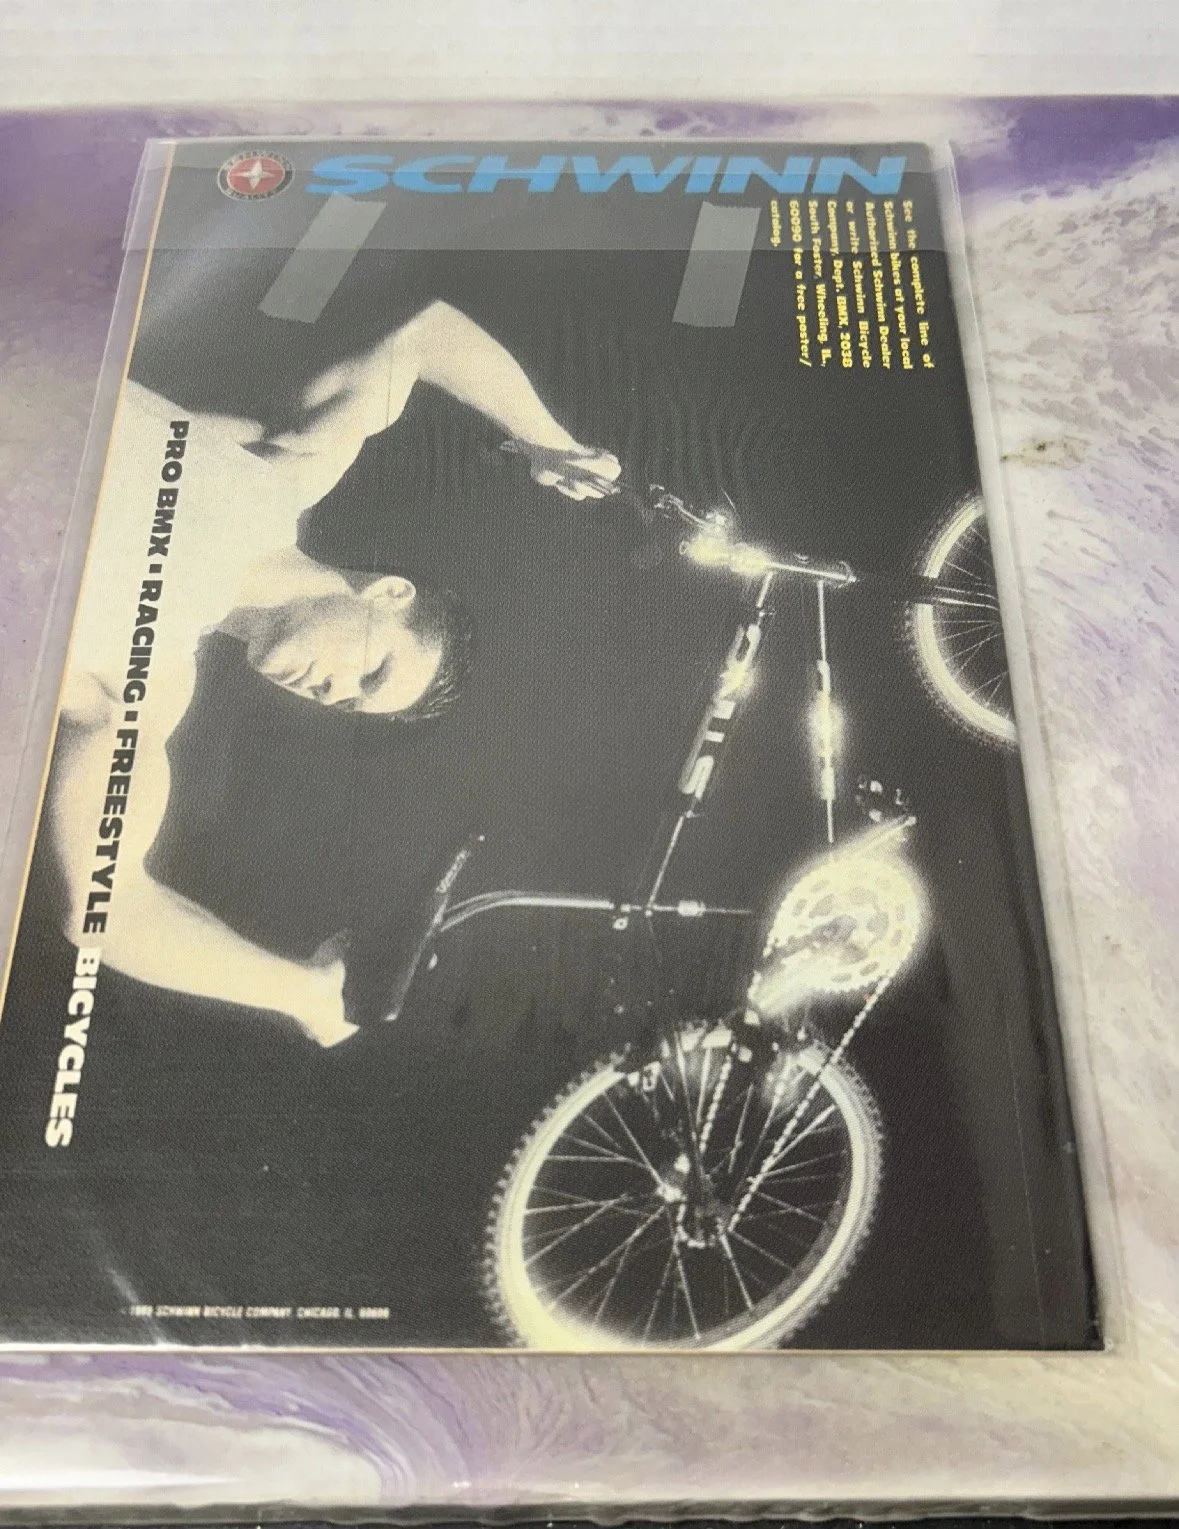 SCHWINN
See the complete line of
Schwinn bikes at your local
Authorized Schwinn Dealer
or write Schwinn Bicycle
Company, Dept. BMX, 2038
South Foster, Wheeling, IL,
60090 for a free poster/
catalog.
PRO BMX ▪ RACING ▪ FREESTYLE BICYCLES
SCHWINN BICYCLE COMPANY, CHICAGO, IL